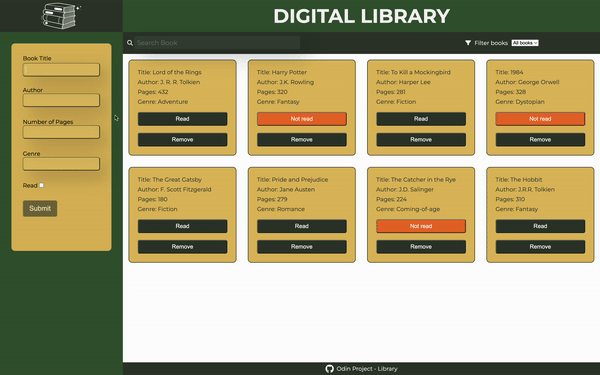 DIGITAL LIBRARY
Search Book
Filter books
All books
Book Title
Author
Number of Pages
Genre
Read
Submit
Title: Lord of the Rings
Author: J. R. R. Tolkien
Pages: 432
Genre: Adventure
Read
Remove
Title: Harry Potter
Author: J.K. Rowling
Pages: 320
Genre: Fantasy
Not read
Remove
Title: To Kill a Mockingbird
Author: Harper Lee
Pages: 281
Genre: Fiction
Read
Remove
Title: 1984
Author: George Orwell
Pages: 328
Genre: Dystopian
Not read
Remove
Title: The Great Gatsby
Author: F. Scott Fitzgerald
Pages: 180
Genre: Fiction
Read
Remove
Title: Pride and Prejudice
Author: Jane Austen
Pages: 279
Genre: Romance
Read
Remove
Title: The Catcher in the Rye
Author: J.D. Salinger
Pages: 224
Genre: Coming-of-age
Not read
Remove
Title: The Hobbit
Author: J.R.R. Tolkien
Pages: 310
Genre: Fantasy
Read
Remove
Odin Project - Library